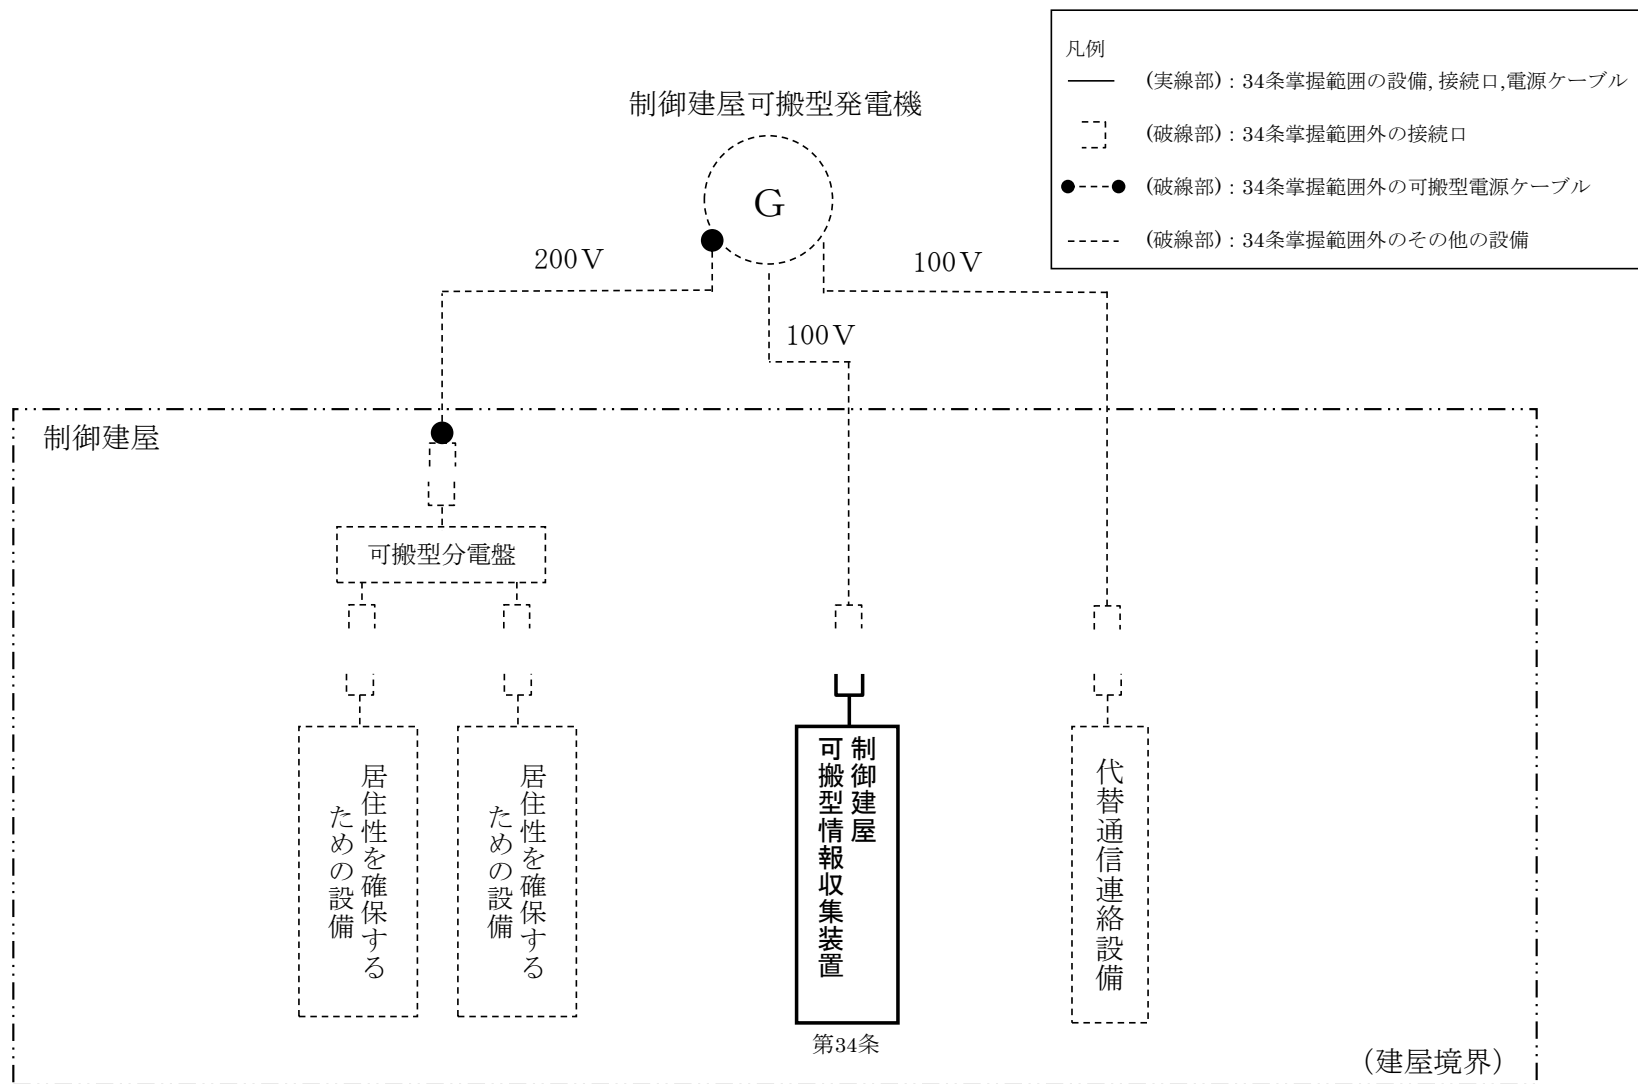 凡例
(実線部)：34条掌握範囲の設備，接続口,電源ケーブル
(破線部)：34条掌握範囲外の接続口
(破線部)：34条掌握範囲外の可搬型電源ケーブル
(破線部)：34条掌握範囲外のその他の設備
制御建屋可搬型発電機
G
200Ｖ
100Ｖ
100Ｖ
制御建屋
可搬型分電盤
居住性を確保する
ための設備
居住性を確保する
ための設備
制御建屋
可搬型情報収集装置
代替通信連絡設備
第34条
（建屋境界）